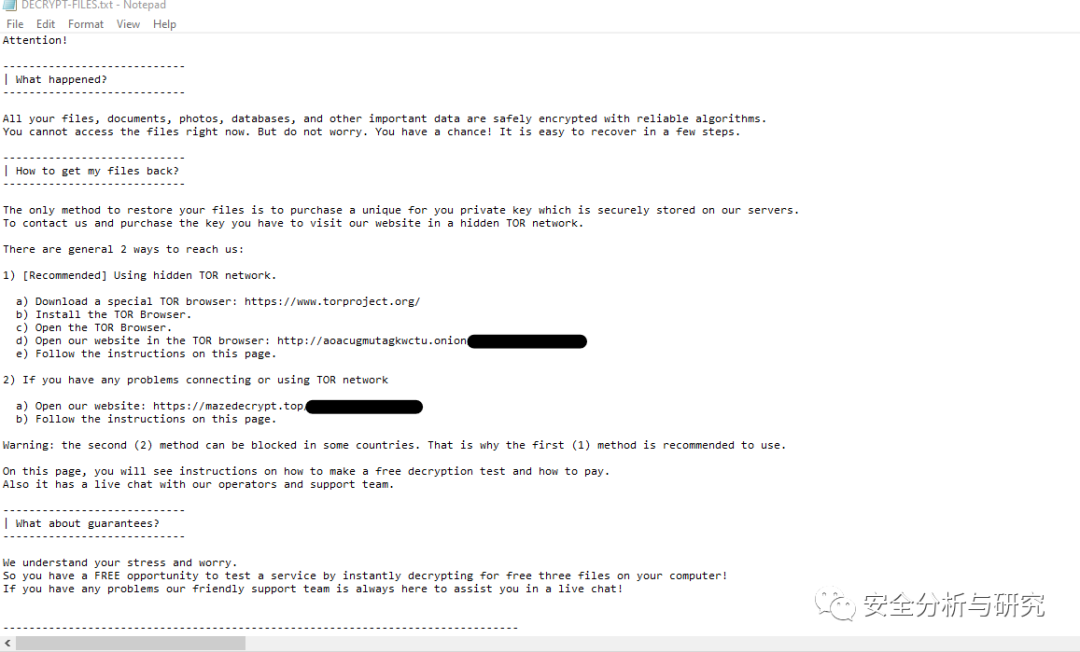 DECRYPT-FILES.txt - Notepad
File Edit Format View Help
Attention!
----------------------------
| What happened?
----------------------------
All your files, documents, photos, databases, and other important data are safely encrypted with reliable algorithms.
You cannot access the files right now. But do not worry. You have a chance! It is easy to recover in a few steps.
----------------------------
| How to get my files back?
----------------------------
The only method to restore your files is to purchase a unique for you private key which is securely stored on our servers.
To contact us and purchase the key you have to visit our website in a hidden TOR network.
There are general 2 ways to reach us:
1) [Recommended] Using hidden TOR network.
a) Download a special TOR browser: https://www.torproject.org/
b) Install the TOR Browser.
c) Open the TOR Browser.
d) Open our website in the TOR browser: http://aoacugmutagkwctu.onion
e) Follow the instructions on this page.
2) If you have any problems connecting or using TOR network
a) Open our website: https://mazedecrypt.top/
b) Follow the instructions on this page.
Warning: the second (2) method can be blocked in some countries. That is why the first (1) method is recommended to use.
On this page, you will see instructions on how to make a free decryption test and how to pay.
Also it has a live chat with our operators and support team.
----------------------------
| What about guarantees?
----------------------------
We understand your stress and worry.
So you have a FREE opportunity to test a service by instantly decrypting for free three files on your computer!
If you have any problems our friendly support team is always here to assist you in a live chat!
安全分析与研究
-------------------------------------------------------------------------------